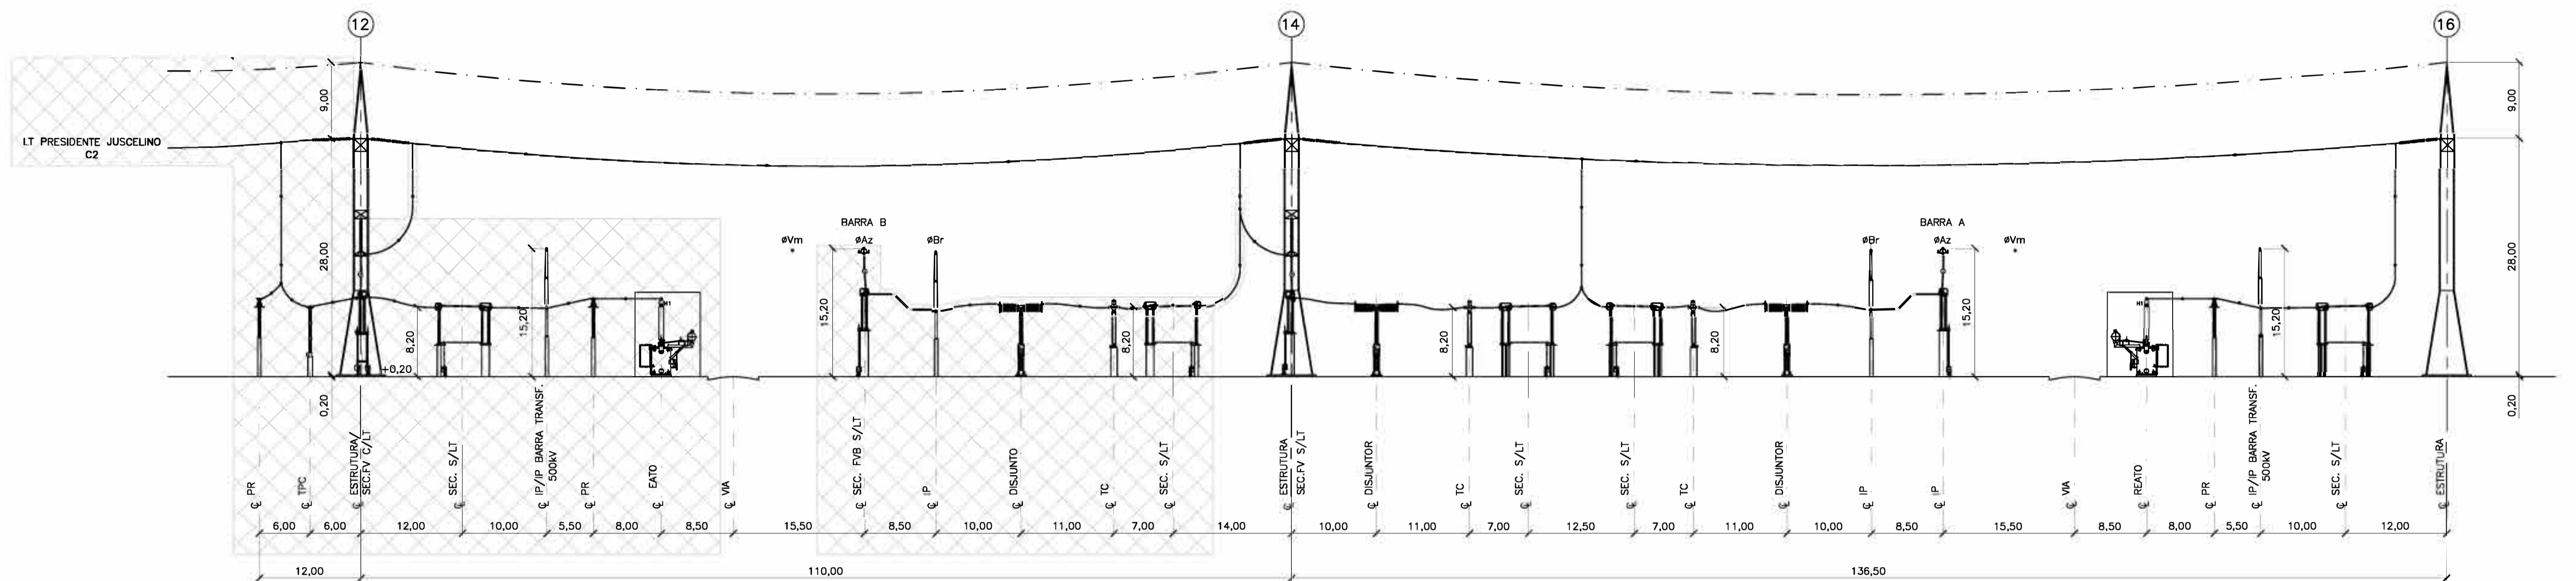 12
14
16
9,00
9,00
LT PRESIDENTE JUSCELINO
C2
28,00
28,00
BARRA B
BARRA A
øVm
øAz
øBr
øBr
øAz
øVm
H1
H1
15,20
15,20
15,20
15,20
8,20
8,20
8,20
8,20
+0,20
0,20
0,20
PR
TPC
ESTRUTURA/
SEC.FV C/LT
SEC. S/LT
IP/IP BARRA TRANSF.
500kV
PR
EATO
VIA
SEC. FVB S/LT
IP
DISJUNTO
TC
SEC. S/LT
ESTRUTURA
SEC.FV S/LT
DISJUNTOR
TC
SEC. S/LT
SEC. S/LT
TC
DISJUNTOR
IP
IP
VIA
REATO
PR
IP/IP BARRA TRANSF.
500kV
SEC. S/LT
ESTRUTURA
6,00 6,00 12,00 10,00 5,50 8,00 8,50 15,50 8,50 10,00 11,00 7,00 14,00 10,00 11,00 7,00 12,50 7,00 11,00 10,00 8,50 15,50 8,50 8,00 5,50 10,00 12,00
12,00 110,00 136,50